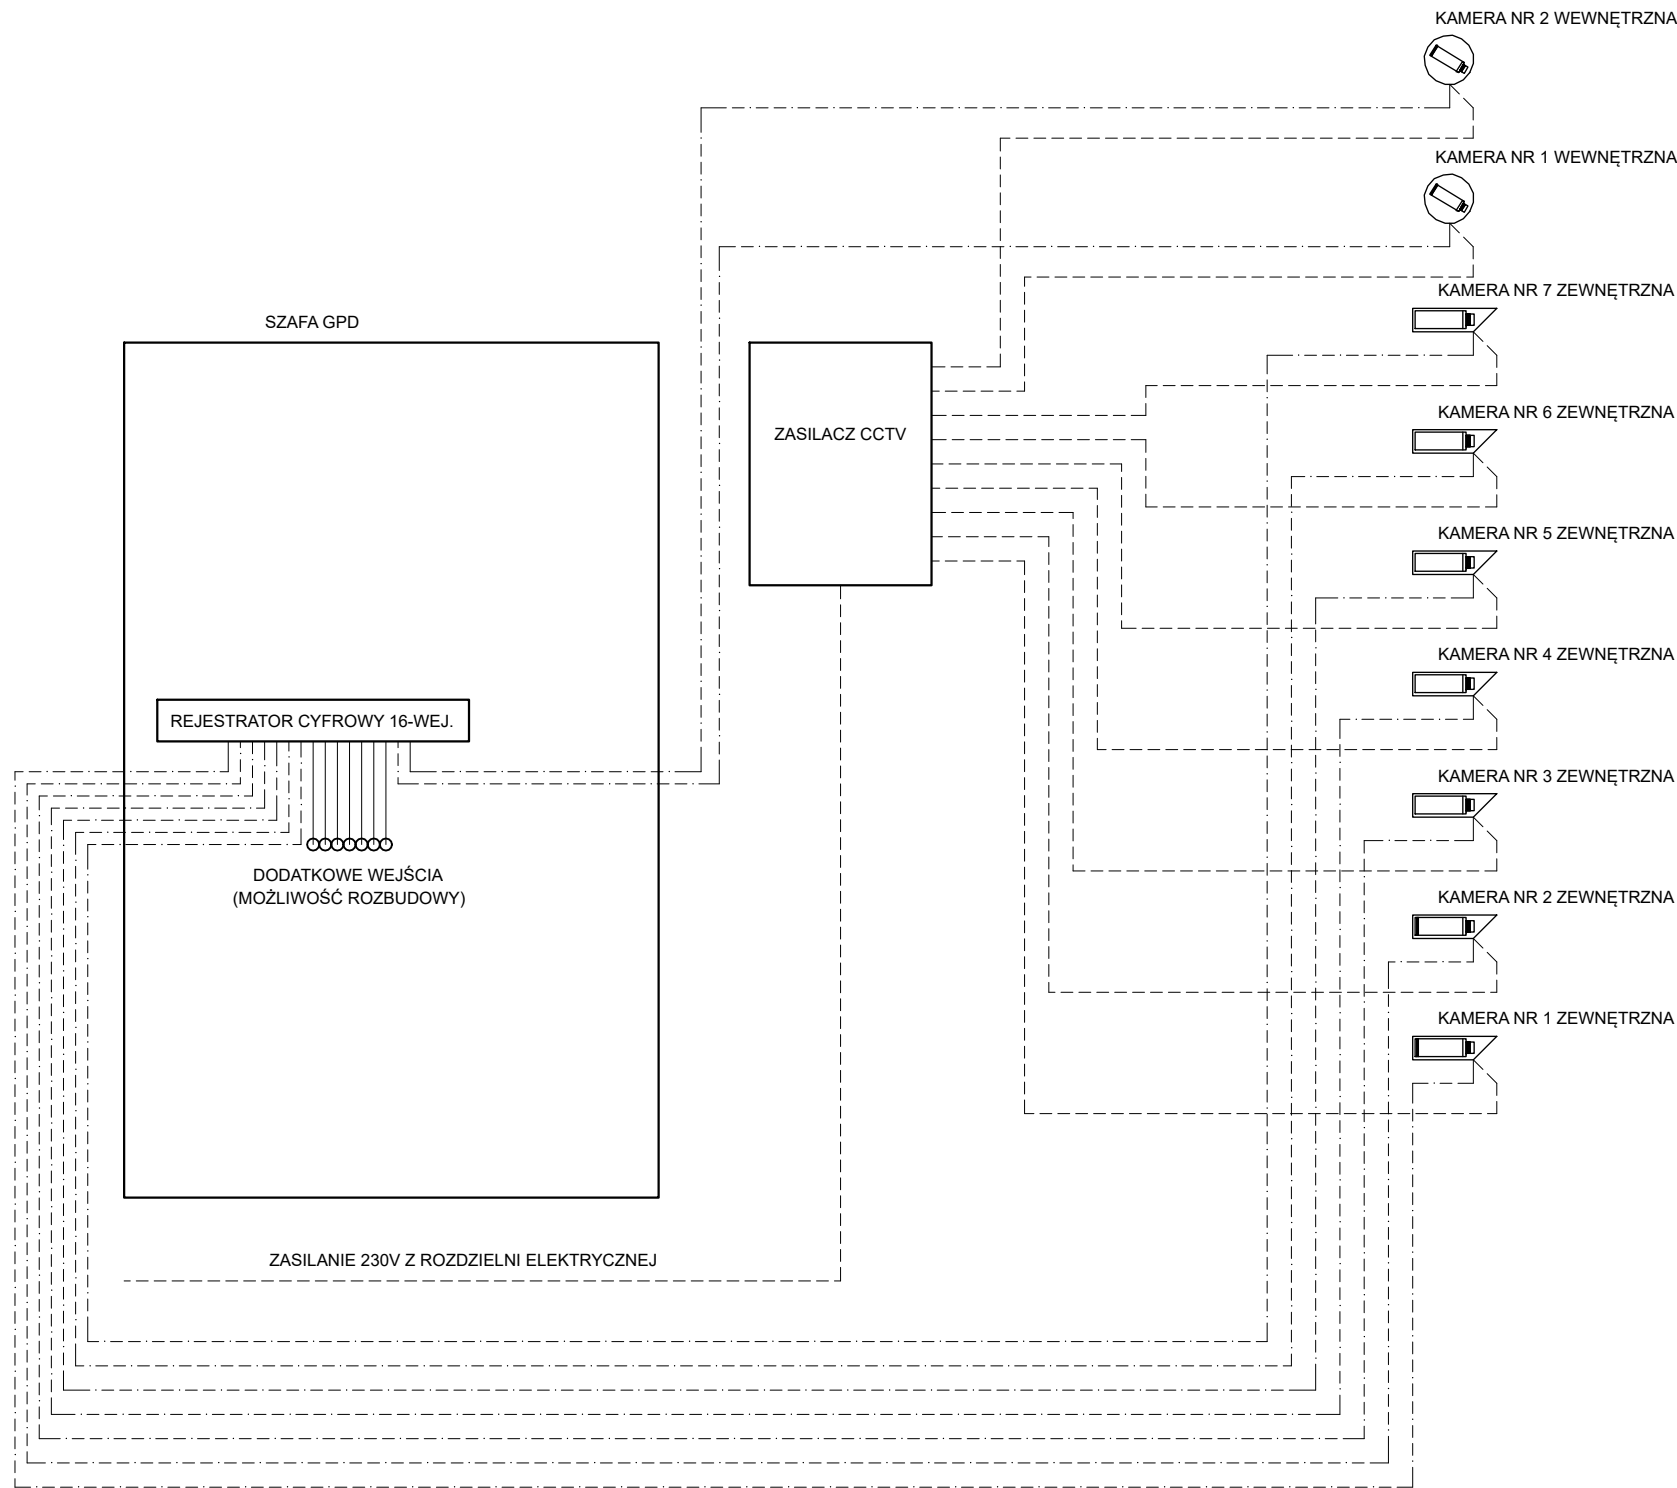 KAMERA NR 2 WEWNĘTRZNA
KAMERA NR 1 WEWNĘTRZNA
KAMERA NR 7 ZEWNĘTRZNA
SZAFA GPD
KAMERA NR 6 ZEWNĘTRZNA
ZASILACZ CCTV
KAMERA NR 5 ZEWNĘTRZNA
KAMERA NR 4 ZEWNĘTRZNA
REJESTRATOR CYFROWY 16-WEJ.
KAMERA NR 3 ZEWNĘTRZNA
DODATKOWE WEJŚCIA
(MOŻLIWOŚĆ ROZBUDOWY)
KAMERA NR 2 ZEWNĘTRZNA
KAMERA NR 1 ZEWNĘTRZNA
ZASILANIE 230V Z ROZDZIELNI ELEKTRYCZNEJ